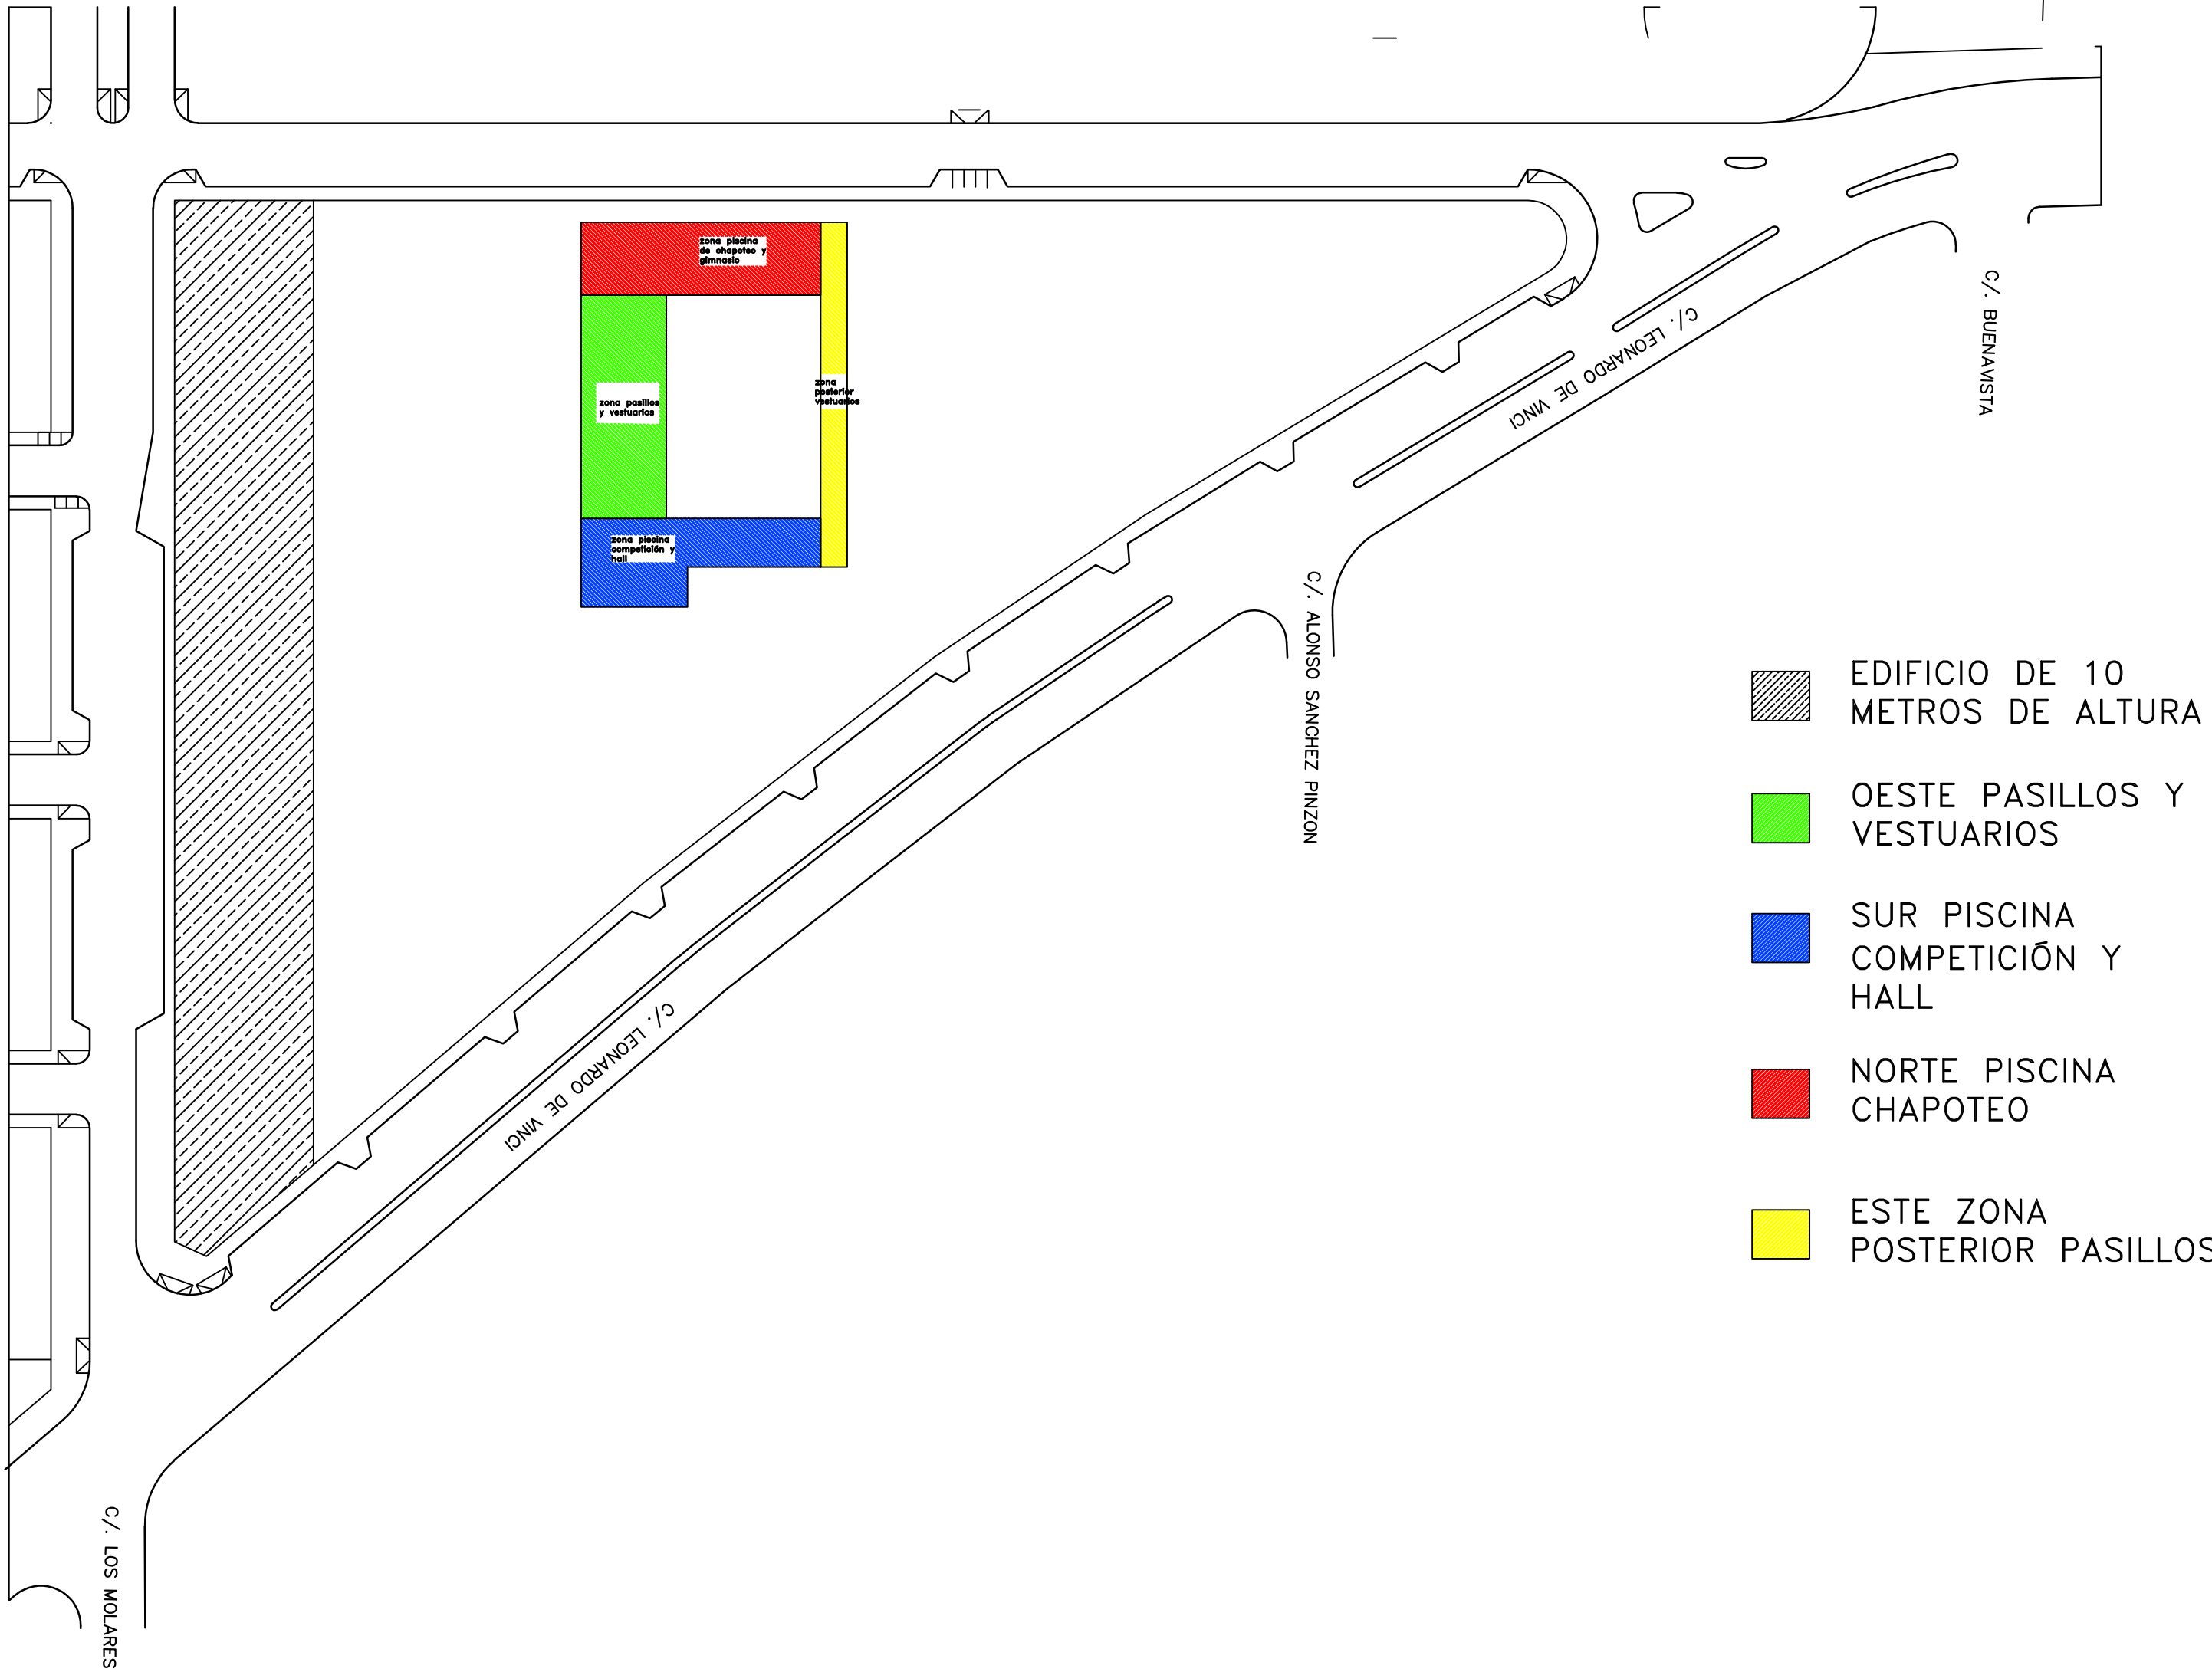 zona piscina
de chapoteo y
gimnasio
zona
posterior
vestuarios
zona pasillos
y vestuarios
zona piscina
competición y
hall
C/. LEONARDO DE VINCI
C/. BUENAVISTA
C/. ALONSO SANCHEZ PINZON
C/. LEONARDO DE VINCI
C/. LOS MOLARES
EDIFICIO DE 10
METROS DE ALTURA
OESTE PASILLOS Y
VESTUARIOS
SUR PISCINA
COMPETICIÓN Y
HALL
NORTE PISCINA
CHAPOTEO
ESTE ZONA
POSTERIOR PASILLOS